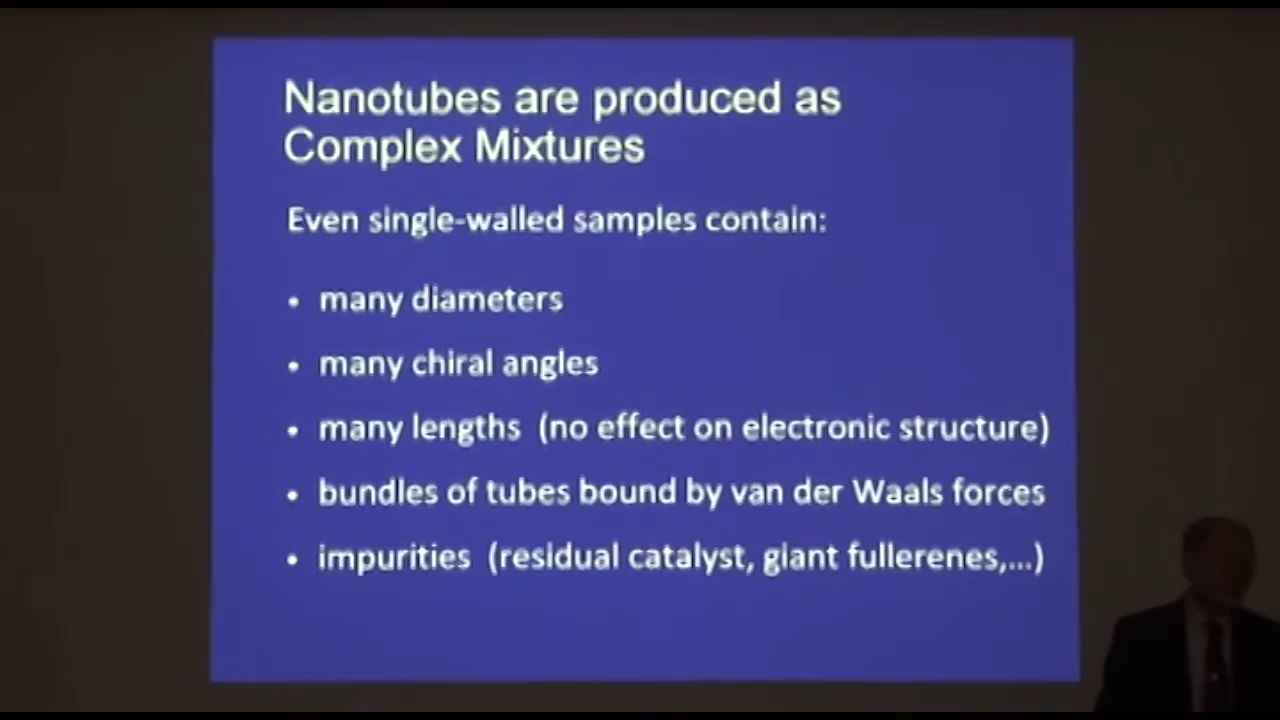 Nanotubes are produced as
Complex Mixtures
Even single-walled samples contain:
• many diameters
• many chiral angles
• many lengths (no effect on electronic structure)
• bundles of tubes bound by van der Waals forces
• impurities (residual catalyst, giant fullerenes,...)